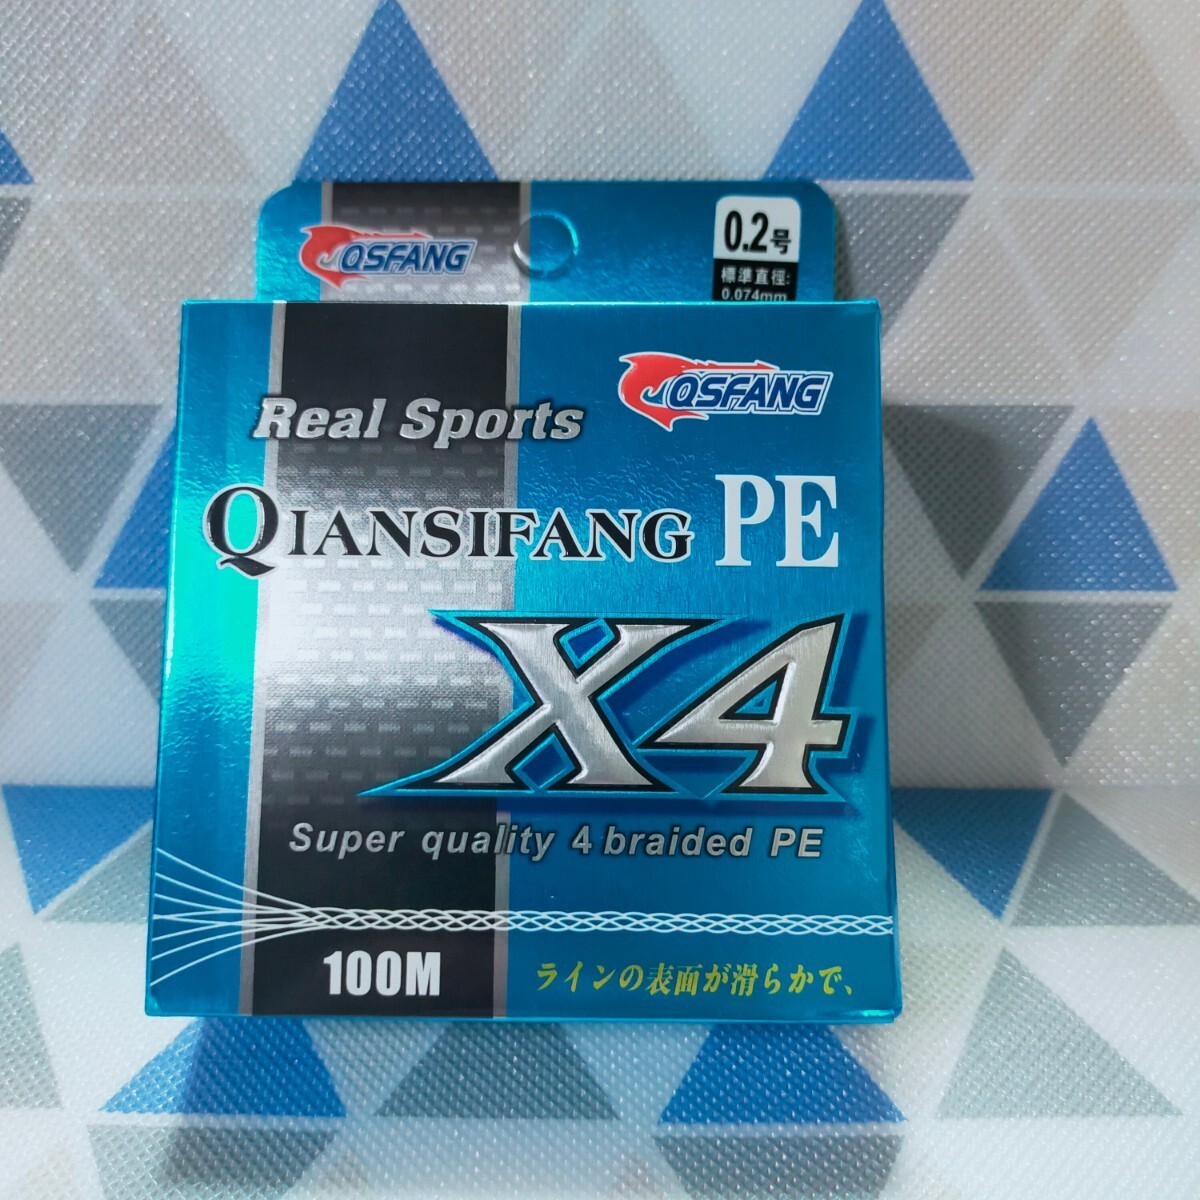 QSFANG
0.2号
標準直徑:
0.074mm
QSFANG
Real Sports
QIANSIFANG PE
X4
Super quality 4 braided PE
100M
ラインの表面が滑らかで、